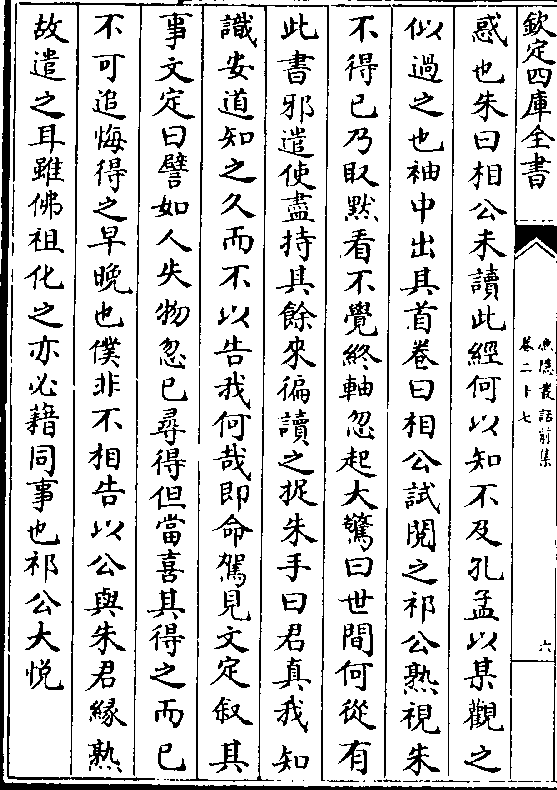 欽定四庫全書
漁隱叢話前集
卷二十七
六
惑也朱曰相公未讀此經何以知不及孔孟以某觀之
似過之也袖中出其首卷曰相公試閱之祁公熟視朱
不得已乃取黙看不覺終軸忽起大驚曰世間何從有
此書邪遣使盡持其餘來徧讀之捉朱手曰君真我知
識安道知之久而不以告我何哉即命駕見文定叙其
事文定曰譬如人失物忽已尋得但當喜其得之而已
不可追悔得之早晚也僕非不相告以公與朱君縁熟
故遣之耳雖佛祖化之亦必藉同事也祁公大悅